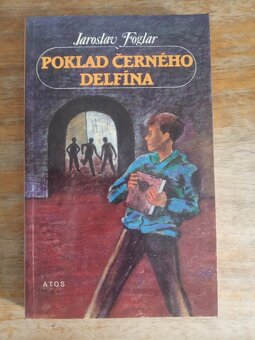 Jaroslav Foglar
POKLAD ČERNÉHO
DELFÍNA
ATOS